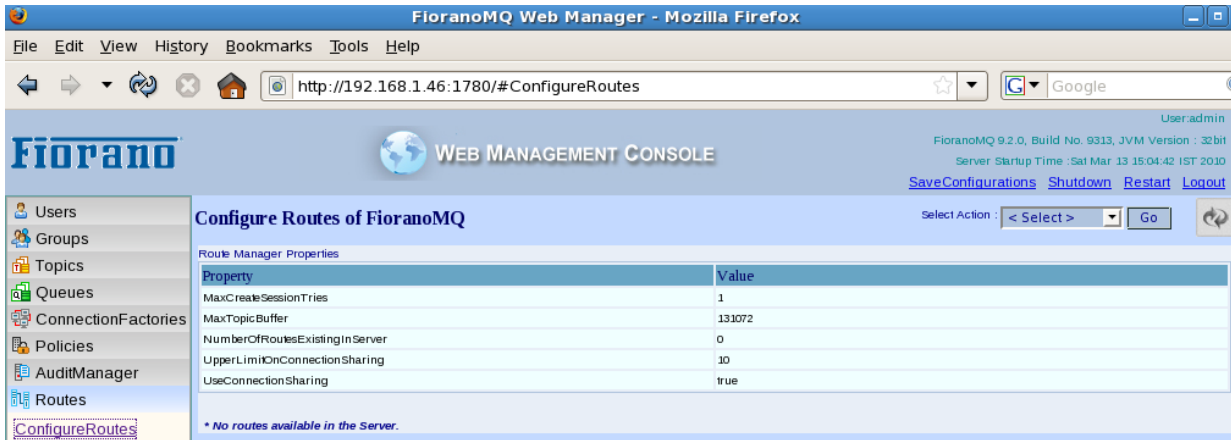 FioranoMQ Web Manager - Mozilla Firefox
File Edit View History Bookmarks Tools Help
http://192.168.1.46:1780/#ConfigureRoutes
G Google
Fiorano
WEB MANAGEMENT CONSOLE
User:admin
FioranoMQ 9.2.0, Build No. 9313, JVM Version : 32bit
Server Startup Time :Sat Mar 13 15:04:42 IST 2010
SaveConfigurations Shutdown Restart Logout
Users
Groups
Topics
Queues
ConnectionFactories
Policies
AuditManager
Routes
ConfigureRoutes
Configure Routes of FioranoMQ
Select Action : < Select > Go
Route Manager Properties
Property Value
MaxCreateSessionTries 1
MaxTopicBuffer 131072
NumberOfRoutesExistingInServer 0
UpperLimitOnConnectionSharing 10
UseConnectionSharing true
* No routes available in the Server.